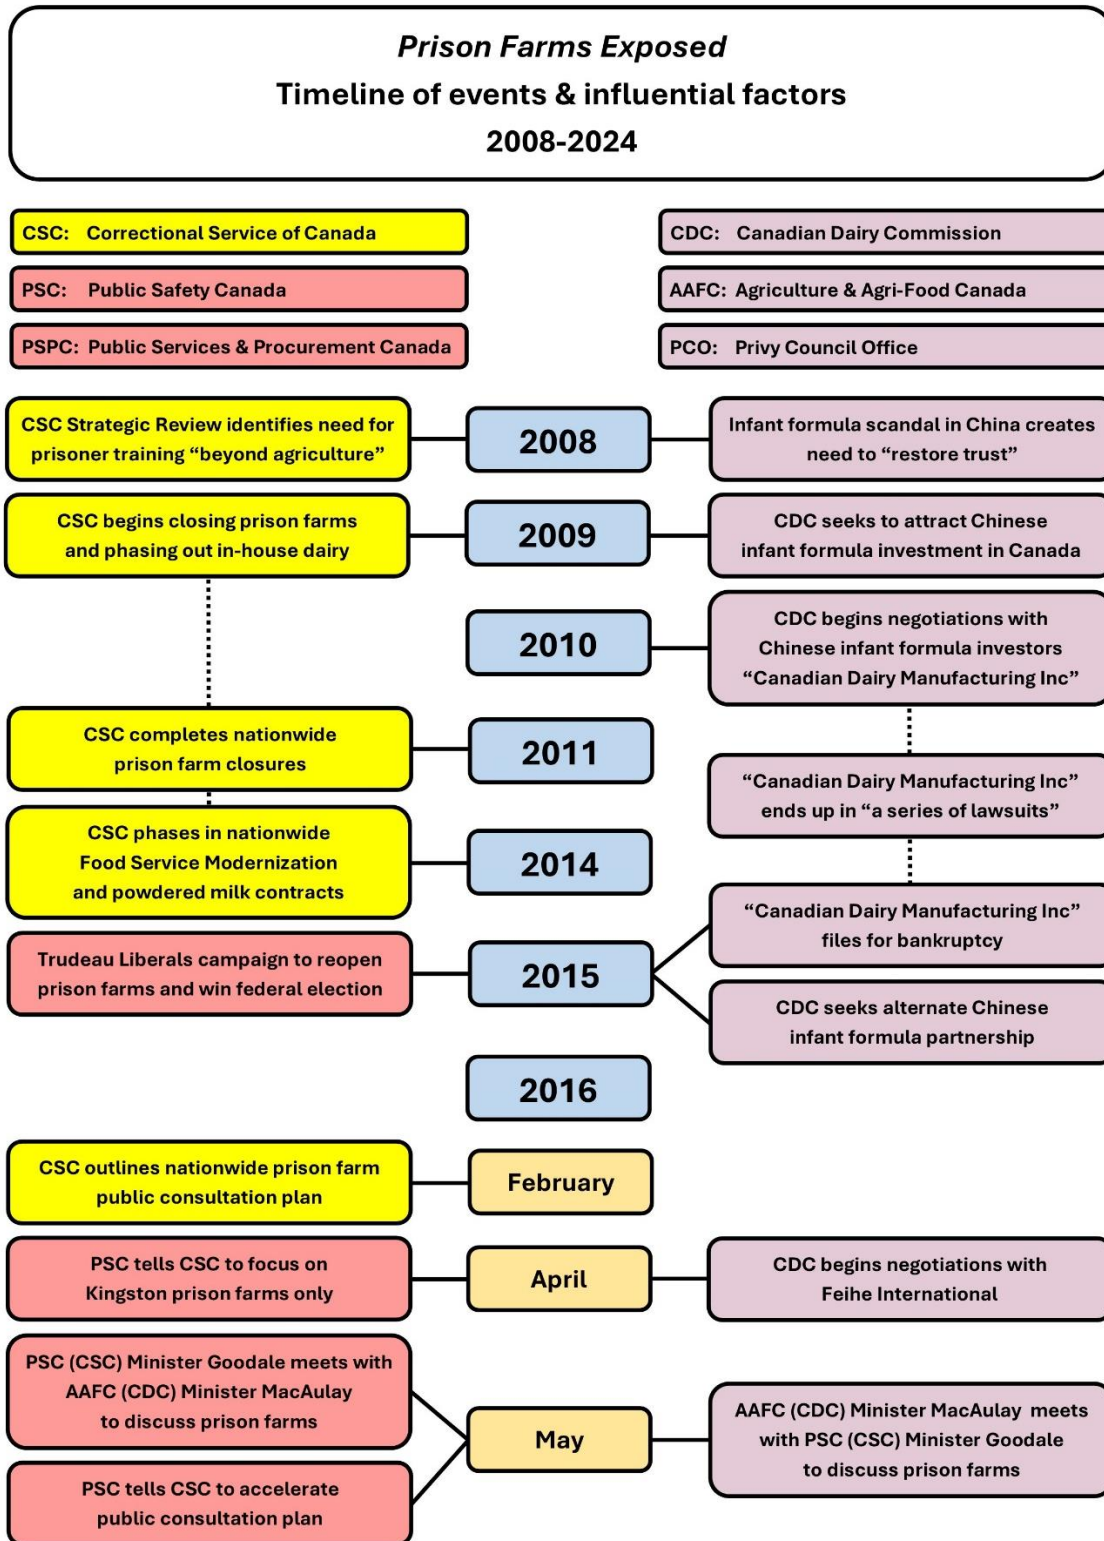 Prison Farms Exposed
Timeline of events & influential factors
2008-2024
CSC: Correctional Service of Canada
CDC: Canadian Dairy Commission
PSC: Public Safety Canada
AAFC: Agriculture & Agri-Food Canada
PSPC: Public Services & Procurement Canada
PCO: Privy Council Office
CSC Strategic Review identifies need for
prisoner training “beyond agriculture”
2008
Infant formula scandal in China creates
need to “restore trust”
CSC begins closing prison farms
and phasing out in-house dairy
2009
CDC seeks to attract Chinese
infant formula investment in Canada
2010
CDC begins negotiations with
Chinese infant formula investors
“Canadian Dairy Manufacturing Inc”
CSC completes nationwide
prison farm closures
2011
“Canadian Dairy Manufacturing Inc”
ends up in “a series of lawsuits”
CSC phases in nationwide
Food Service Modernization
and powdered milk contracts
2014
“Canadian Dairy Manufacturing Inc”
files for bankruptcy
Trudeau Liberals campaign to reopen
prison farms and win federal election
2015
CDC seeks alternate Chinese
infant formula partnership
2016
CSC outlines nationwide prison farm
public consultation plan
February
PSC tells CSC to focus on
Kingston prison farms only
April
CDC begins negotiations with
Feihe International
PSC (CSC) Minister Goodale meets with
AAFC (CDC) Minister MacAulay
to discuss prison farms
May
AAFC (CDC) Minister MacAulay meets
with PSC (CSC) Minister Goodale
to discuss prison farms
PSC tells CSC to accelerate
public consultation plan